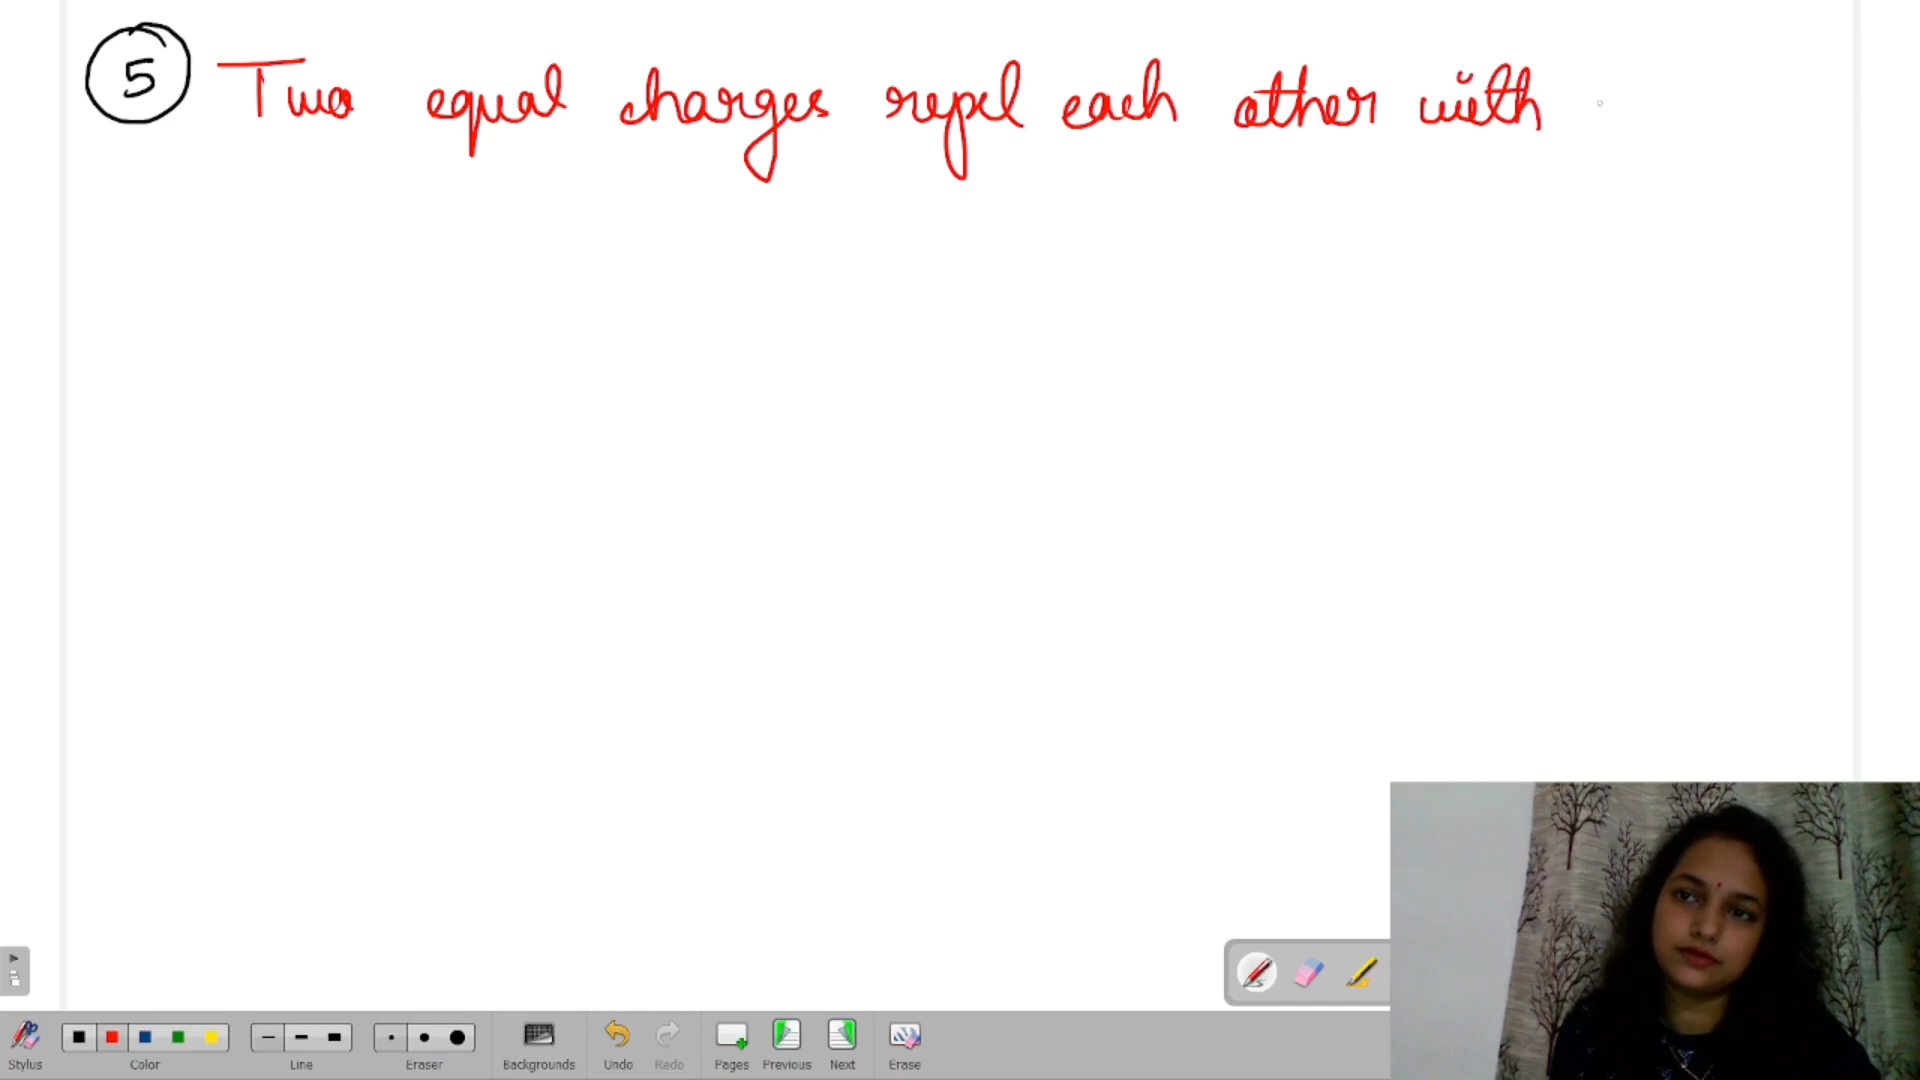 5 Two equal charges repel each other with
Stylus Color Line Eraser Backgrounds Undo Redo Pages Previous Next Erase